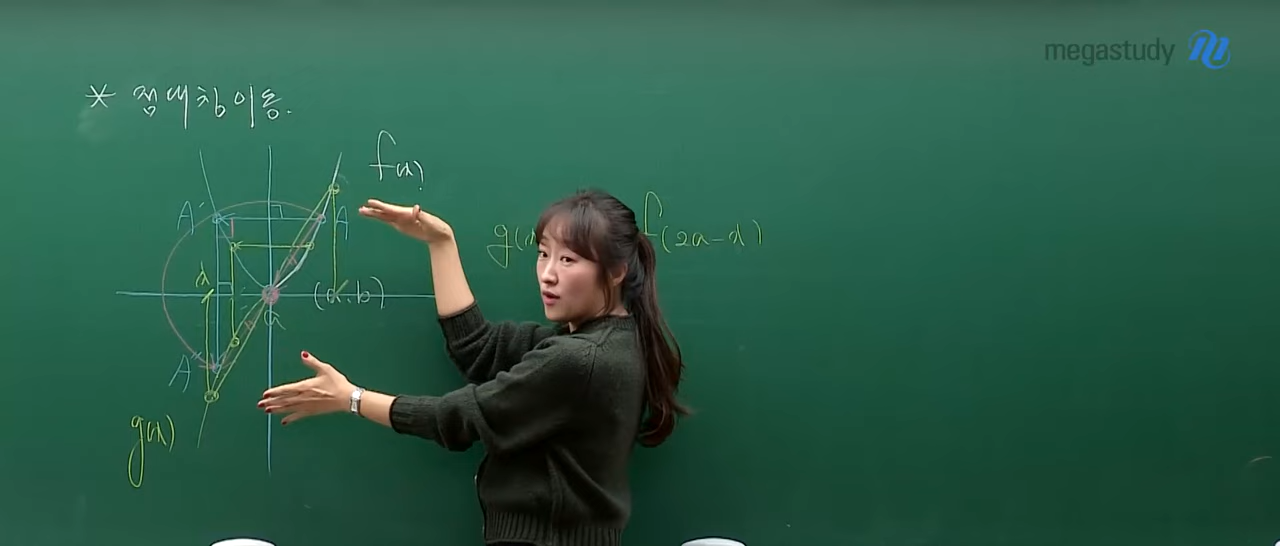 megastudy
* 점대칭이동.
f(x)
A'
A
g(x
f(2a-x)
x
(a.b)
a
A''
g(x)